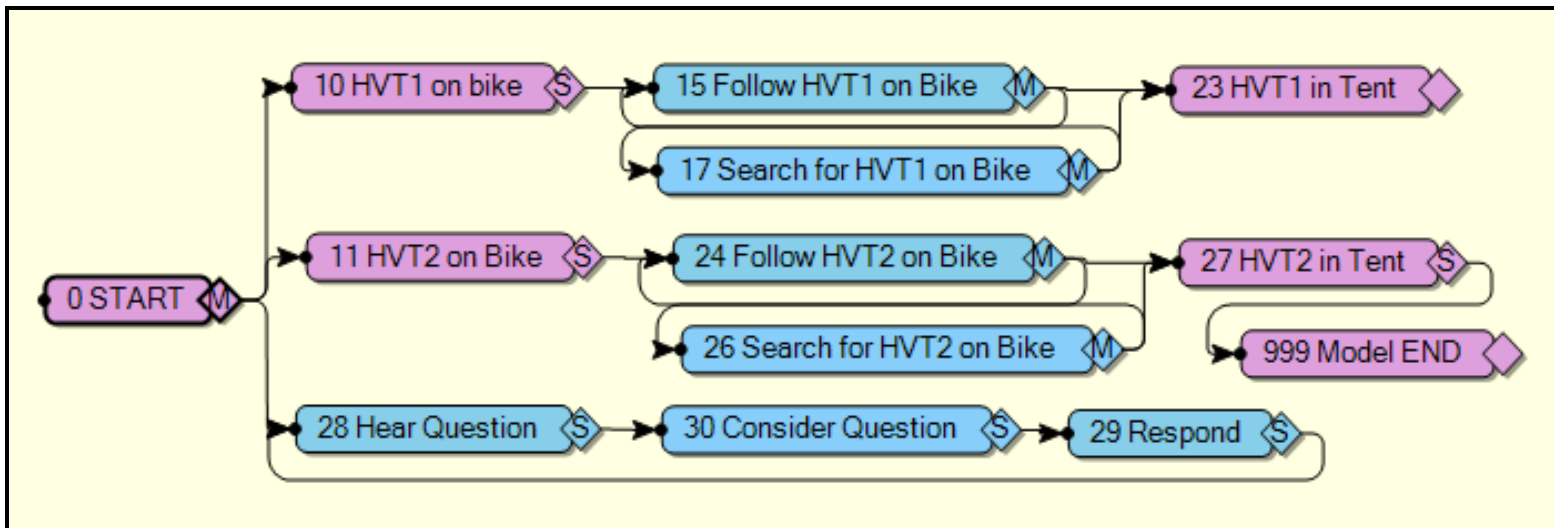 10 HVT1 on bike S
15 Follow HVT1 on Bike M
23 HVT1 in Tent
17 Search for HVT1 on Bike M
11 HVT2 on Bike S
24 Follow HVT2 on Bike M
27 HVT2 in Tent S
0 START M
26 Search for HVT2 on Bike M
999 Model END
28 Hear Question S
30 Consider Question S
29 Respond S